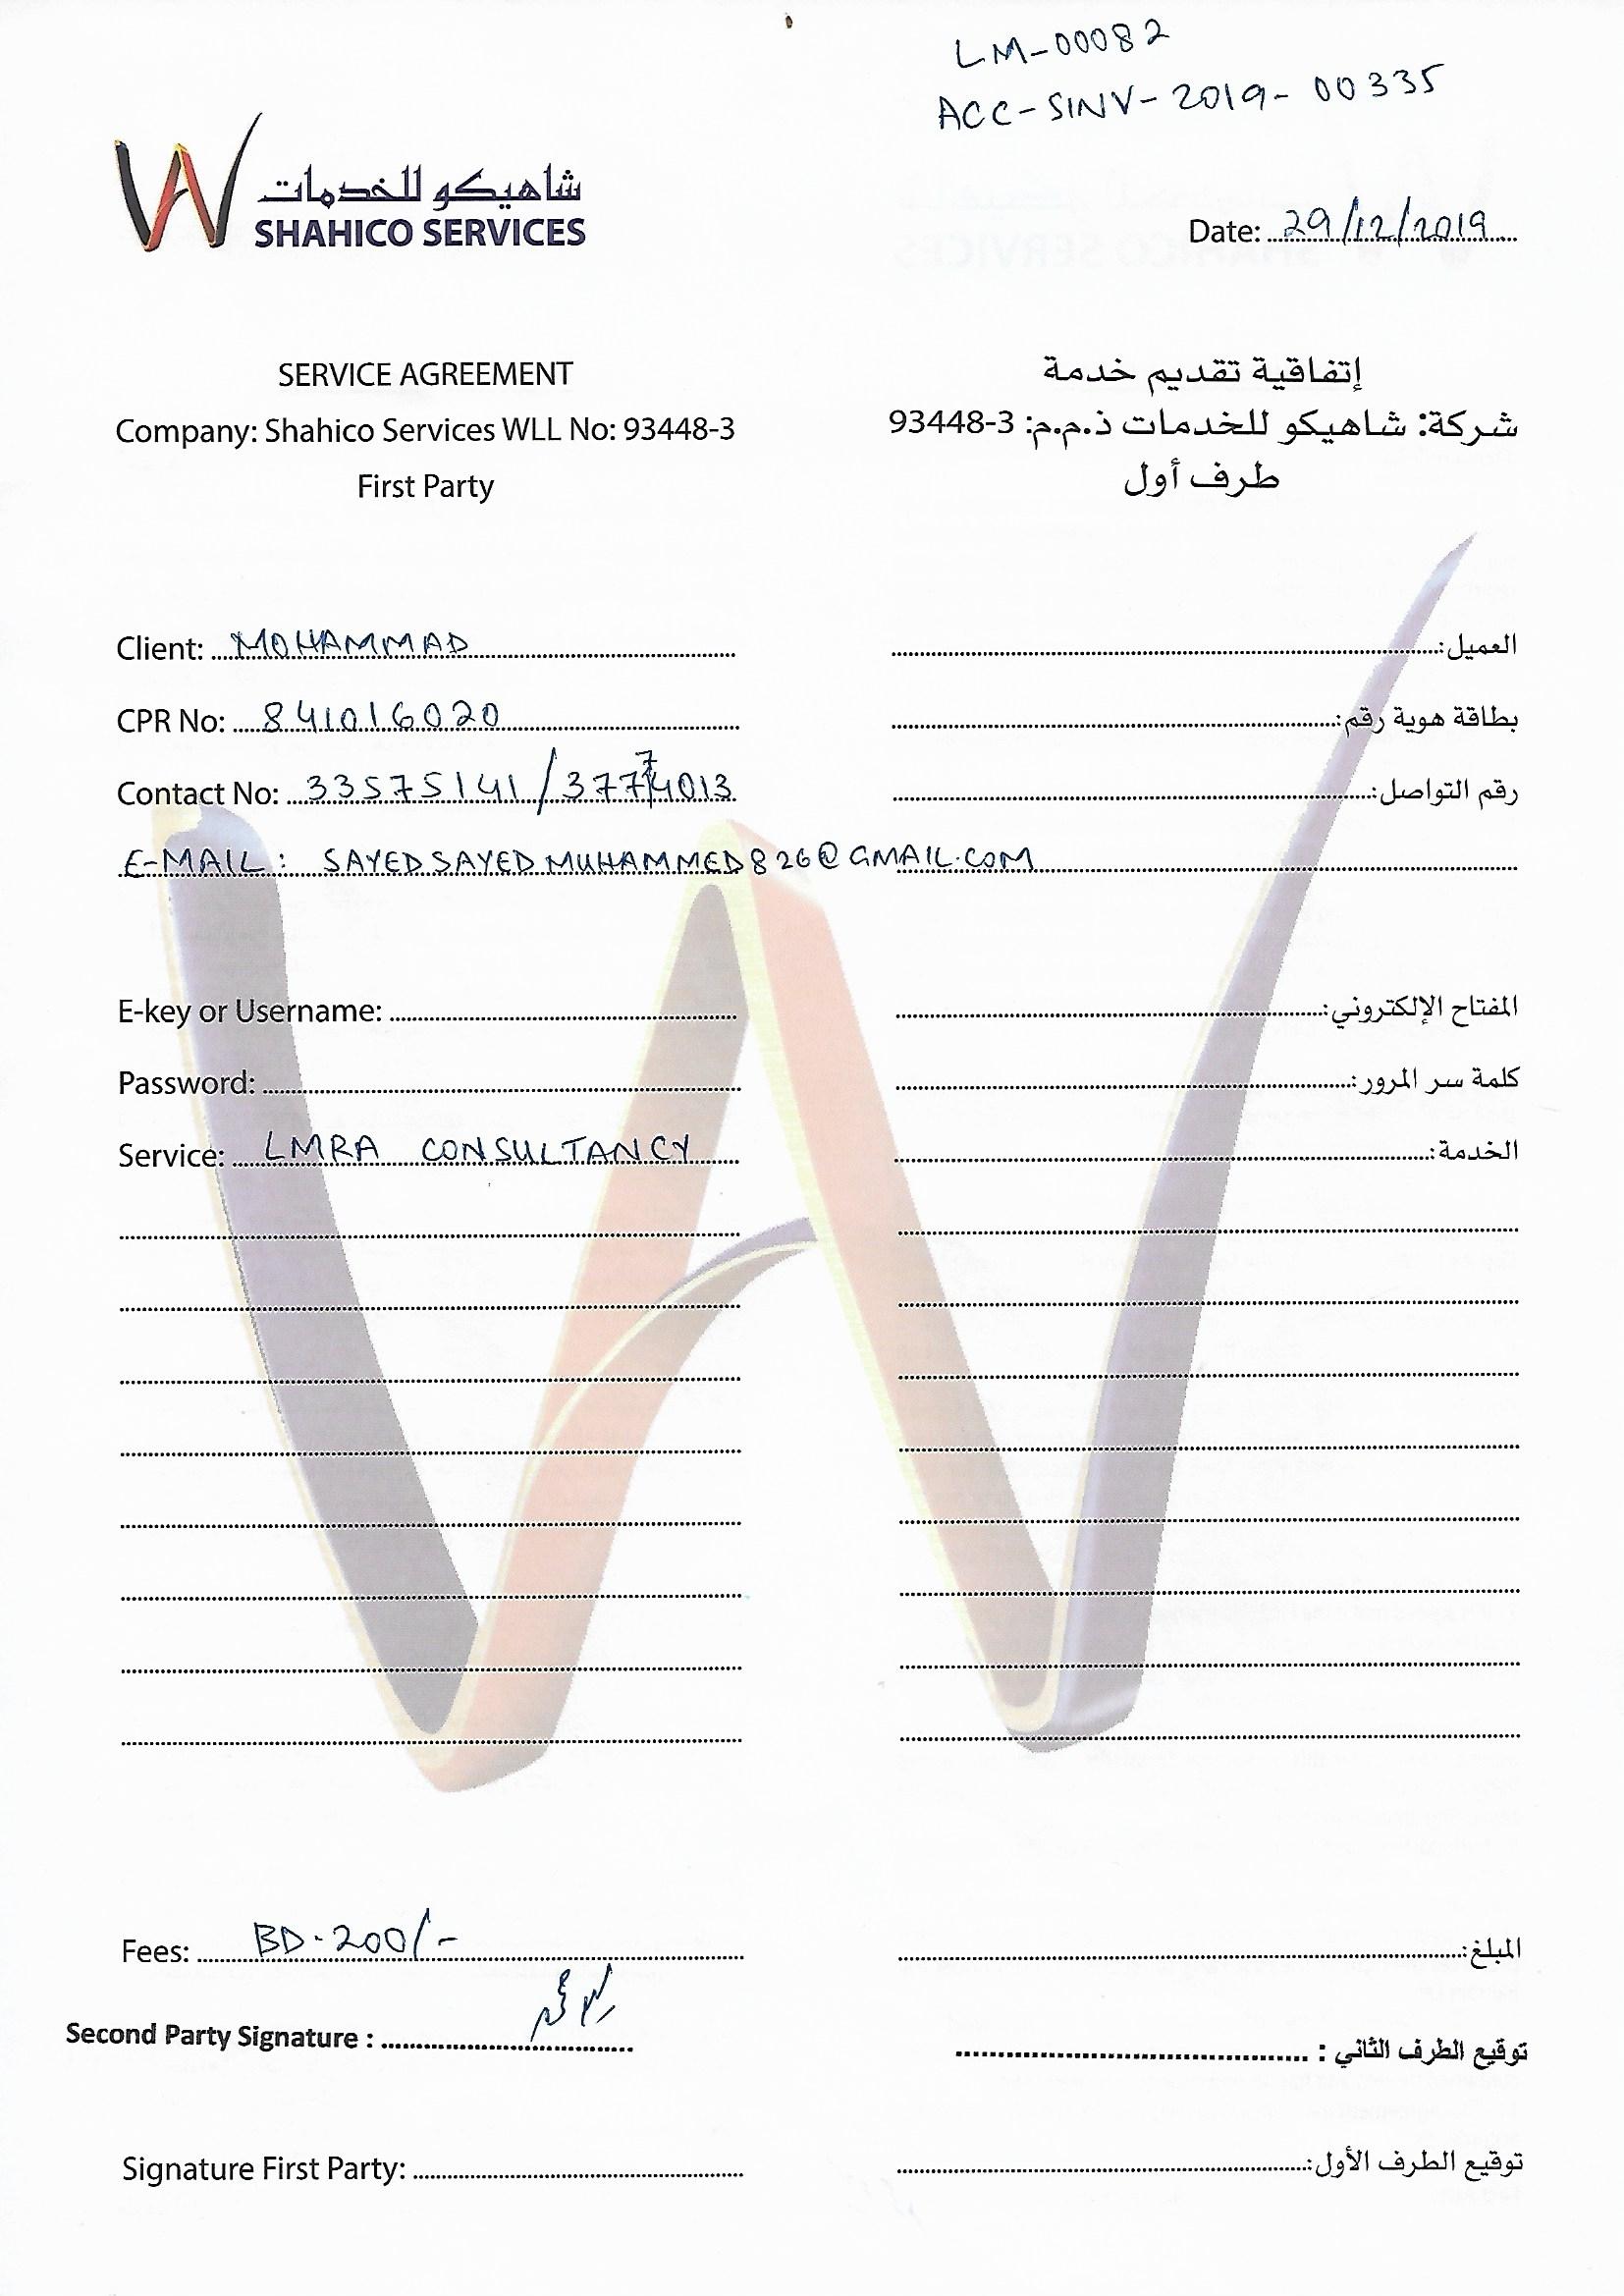 LM-00082
ACC-SINV-2019-00335
شاهيكو للخدمات
SHAHICO SERVICES
Date: 29/12/2019
SERVICE AGREEMENT
إتفاقية تقديم خدمة
Company: Shahico Services WLL No: 93448-3
شركة: شاهيكو للخدمات ذ.م.م: 3-93448
First Party
طرف أول
Client: MOHAMMAD
العميل:
CPR No: 841016020
بطاقة هوية رقم:
Contact No: 33575141/37774013
رقم التواصل:
E-MAIL: SAYEDSAYEDMUHAMMED826@GMAIL.COM
E-key or Username:
المفتاح الإلكتروني:
Password:
كلمة سر المرور:
Service: LMRA CONSULTANCY
الخدمة:
Fees: BD.200/-
المبلغ:
Second Party Signature :
توقيع الطرف الثاني :
Signature First Party:
توقيع الطرف الأول: